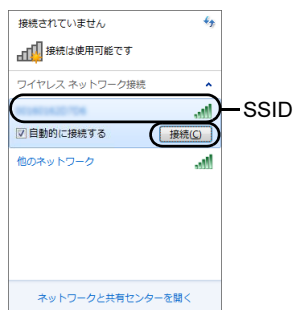 接続されていません
接続は使用可能です
ワイヤレス ネットワーク接続
SSID
自動的に接続する
接続(C)
他のネットワーク
ネットワークと共有センターを開く